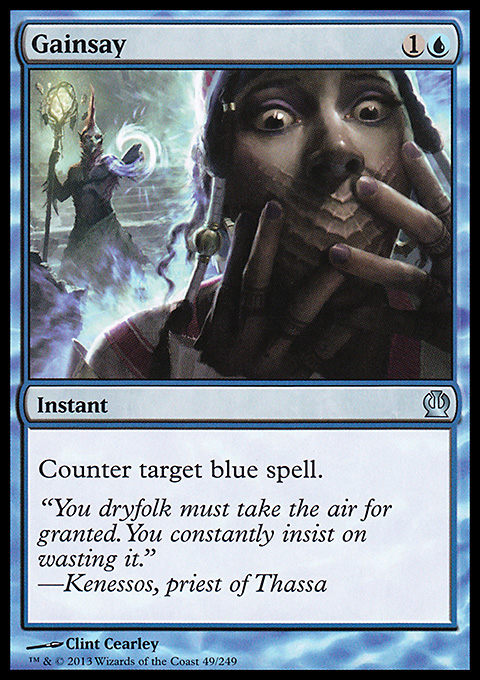 Gainsay 1
Instant
Counter target blue spell.
“You dryfolk must take the air for
granted. You constantly insist on
wasting it.”
—Kenessos, priest of Thassa
Clint Cearley
™ & © 2013 Wizards of the Coast 49/249